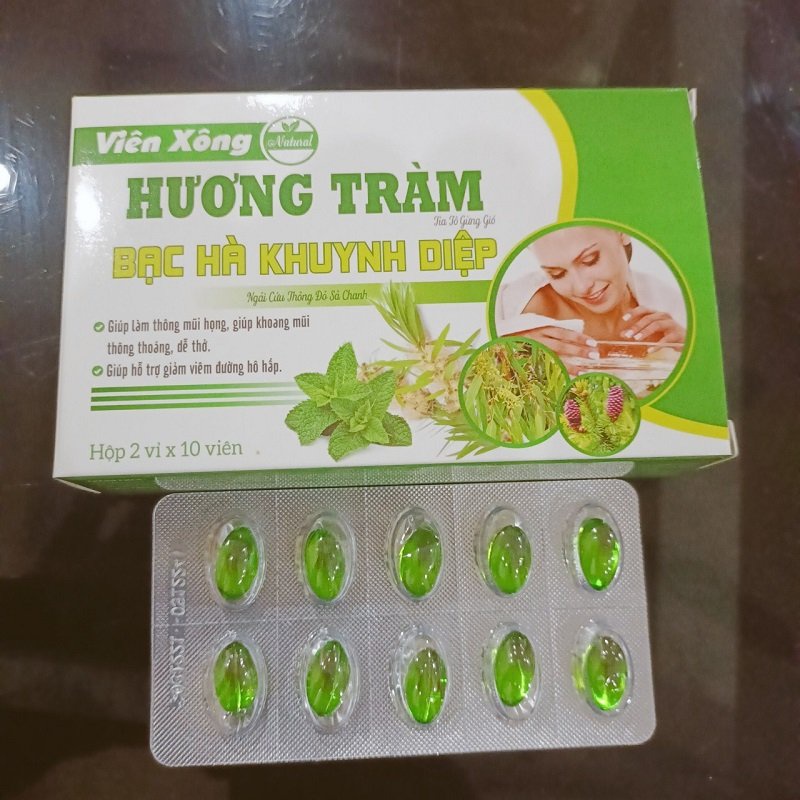 Viên Xông
Natural
HƯƠNG TRÀM
Tía Tô Gừng Gió
BẠC HÀ KHUYNH DIỆP
Ngải Cứu Thông Đỏ Sả Chanh
Giúp làm thông mũi họng, giúp khoang mũi
thông thoáng, dễ thở.
Giúp hỗ trợ giảm viêm đường hô hấp.
Hộp 2 vỉ x 10 viên